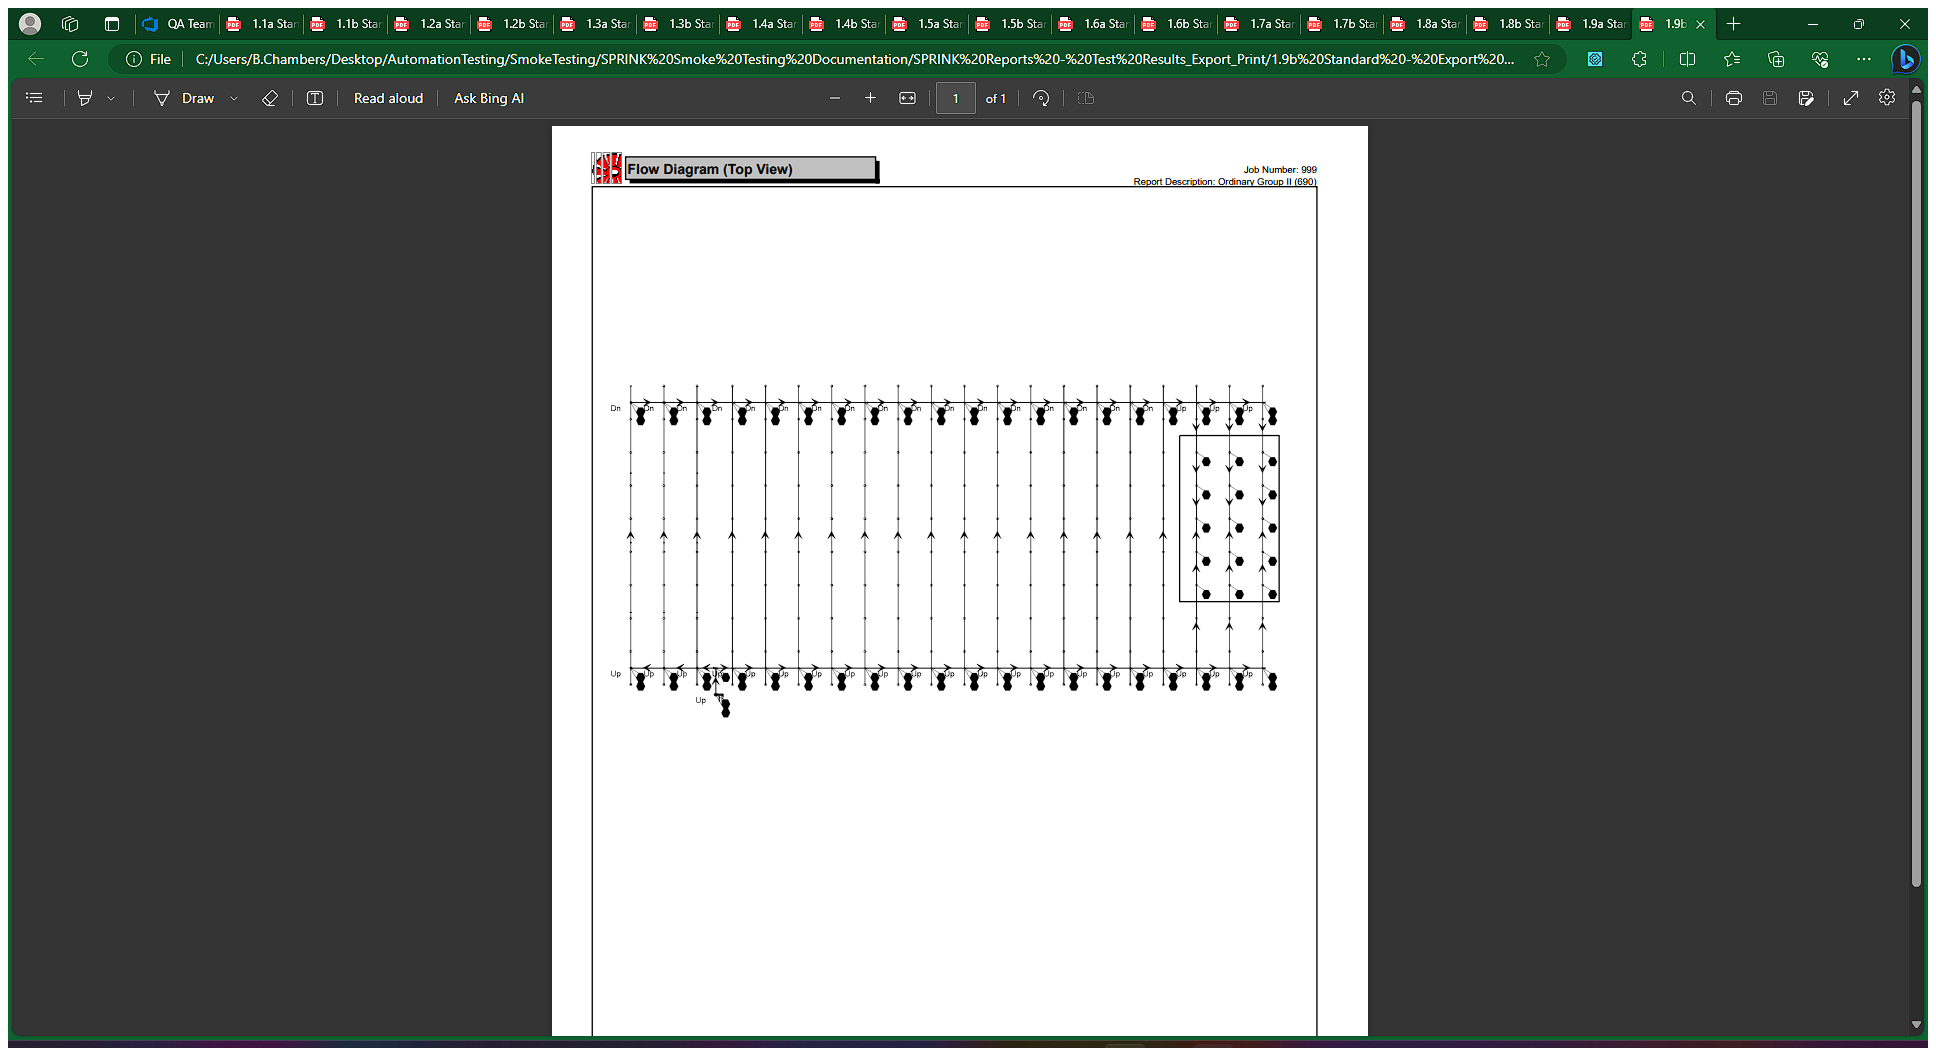 QA Team 1.1a Star 1.1b Star 1.2a Star 1.2b Star 1.3a Star 1.3b Star 1.4a Star 1.4b Star 1.5a Star 1.5b Star 1.6a Star 1.6b Star 1.7a Star 1.7b Star 1.8a Star 1.8b Star 1.9a Star 1.9b
File C:/Users/B.Chambers/Desktop/AutomationTesting/SmokeTesting/SPRINK%20Smoke%20Testing%20Documentation/SPRINK%20Reports%20-%20Test%20Results_Export_Print/1.9b%20Standard%20-%20Export%20...
Draw Read aloud Ask Bing AI 1 of 1
Flow Diagram (Top View)
Job Number: 999
Report Description: Ordinary Group II (690)
Dn Dn Dn Dn Dn Dn Dn Dn Dn Dn Dn Dn Dn Dn Dn Dn Dn Up Up Up
Up Up Up Up Up Up Up Up Up Up Up Up Up Up Up Up Up Up Up
Up